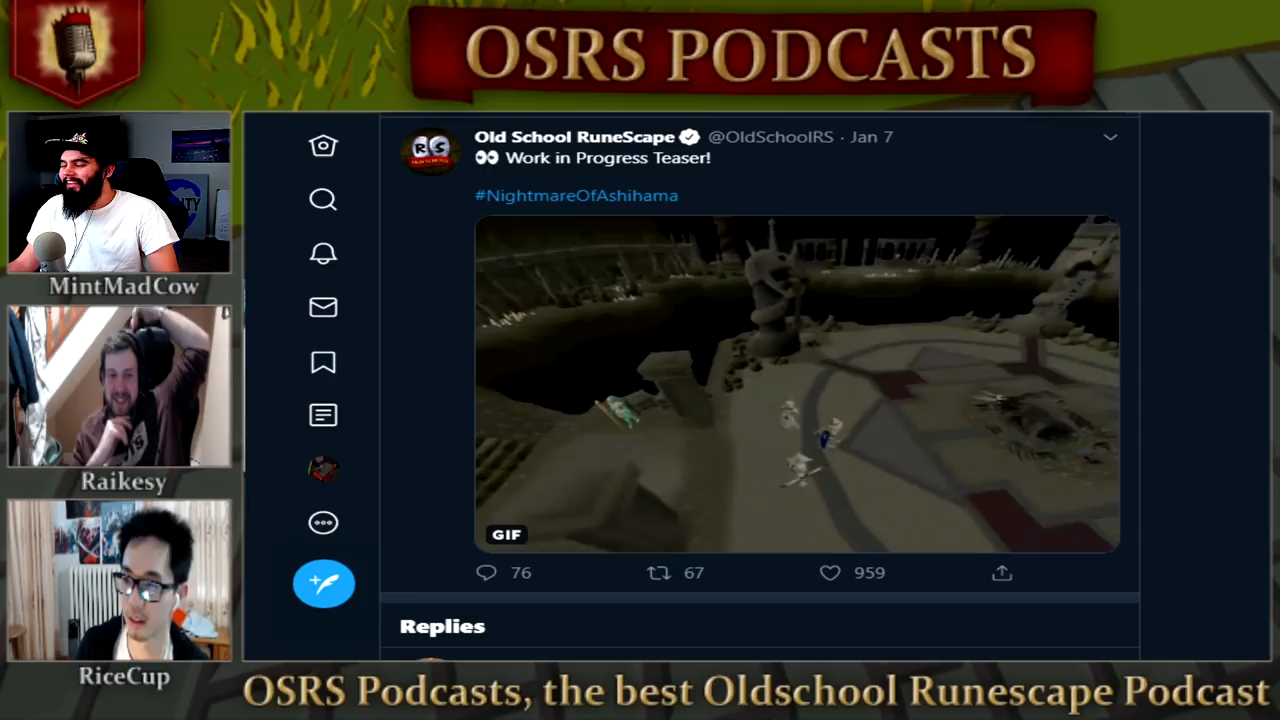 OSRS PODCASTS
MintMadCow
Raikesy
RiceCup
Old School RuneScape @OldSchoolRS · Jan 7
👀 Work in Progress Teaser!
#NightmareOfAshihama
GIF
76 67 959
Replies
OSRS Podcasts, the best Oldschool Runescape Podcast